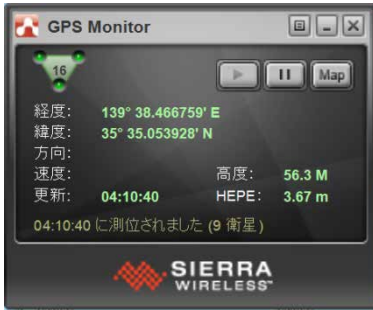 GPS Monitor
16
Map
経度: 139° 38.466759' E
緯度: 35° 35.053928' N
方向:
速度: 高度: 56.3 M
更新: 04:10:40 HEPE: 3.67 m
04:10:40 に測位されました (9 衛星)
SIERRA
WIRELESS™